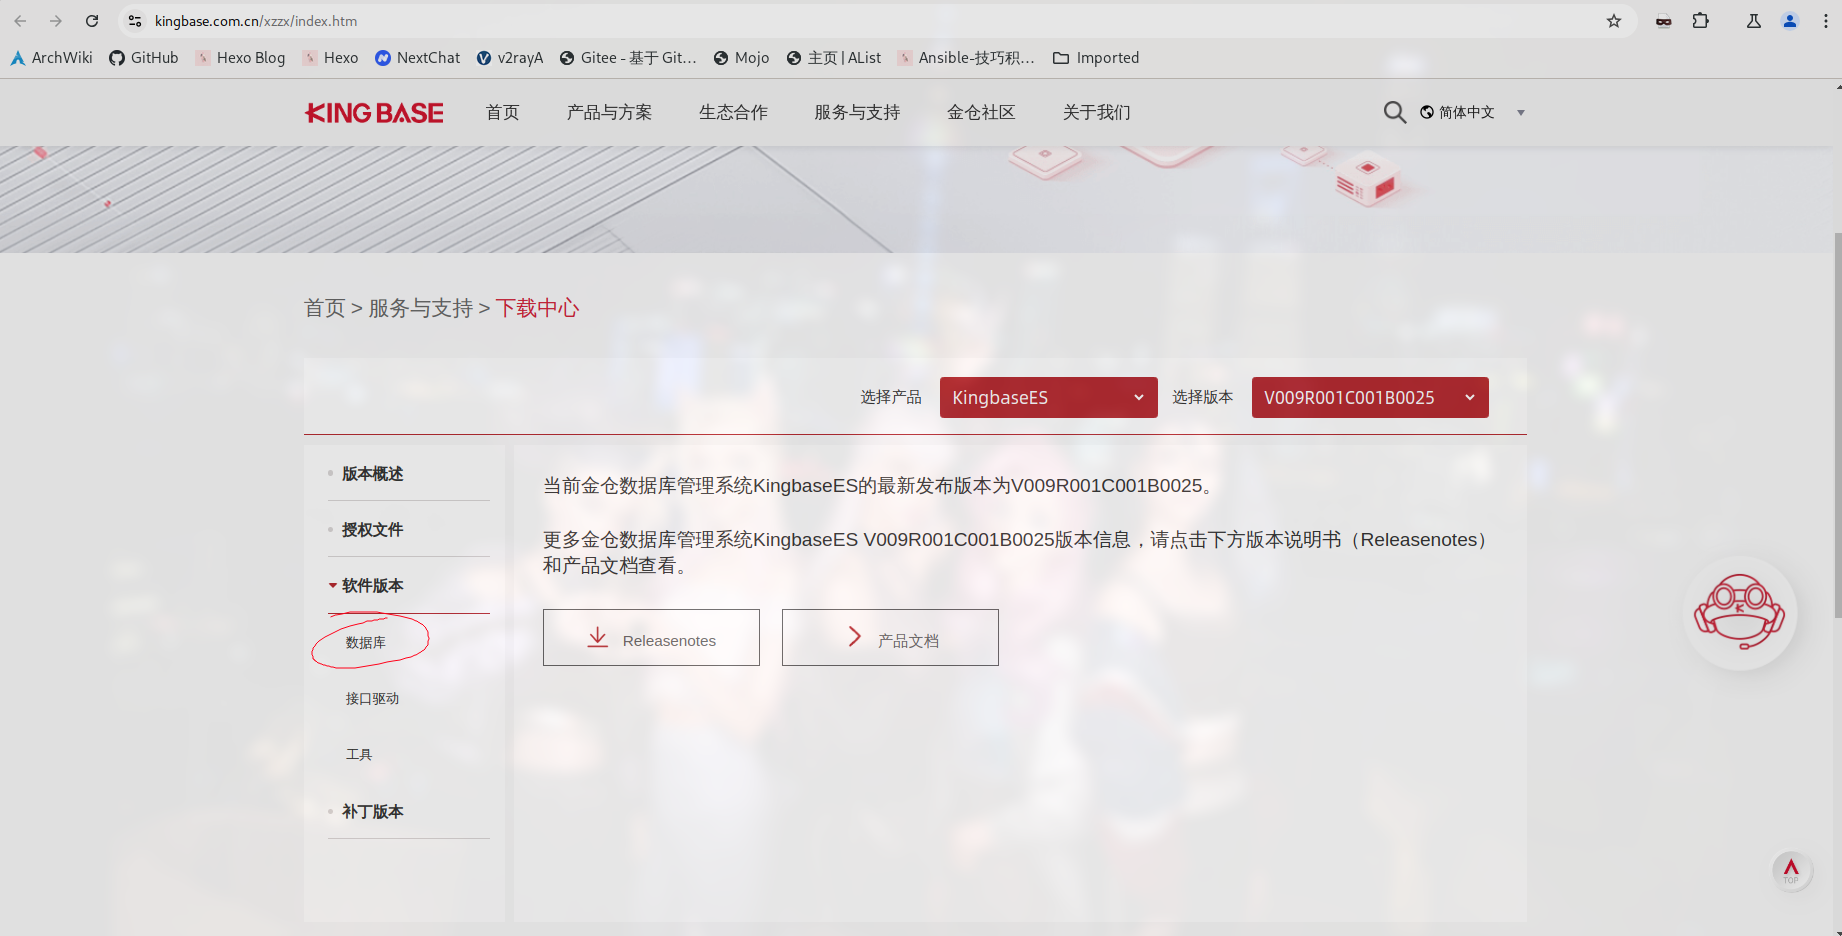 kingbase.com.cn/xzzx/index.htm
ArchWiki GitHub Hexo Blog Hexo NextChat v2rayA Gitee - 基于 Git… Mojo 主页 | AList Ansible-技巧积… Imported
KINGBASE 首页 产品与方案 生态合作 服务与支持 金仓社区 关于我们 简体中文
首页 > 服务与支持 > 下载中心
选择产品 KingbaseES 选择版本 V009R001C001B0025
版本概述
授权文件
软件版本
数据库
接口驱动
工具
补丁版本
当前金仓数据库管理系统KingbaseES的最新发布版本为V009R001C001B0025。
更多金仓数据库管理系统KingbaseES V009R001C001B0025版本信息，请点击下方版本说明书（Releasenotes）
和产品文档查看。
Releasenotes 产品文档
TOP